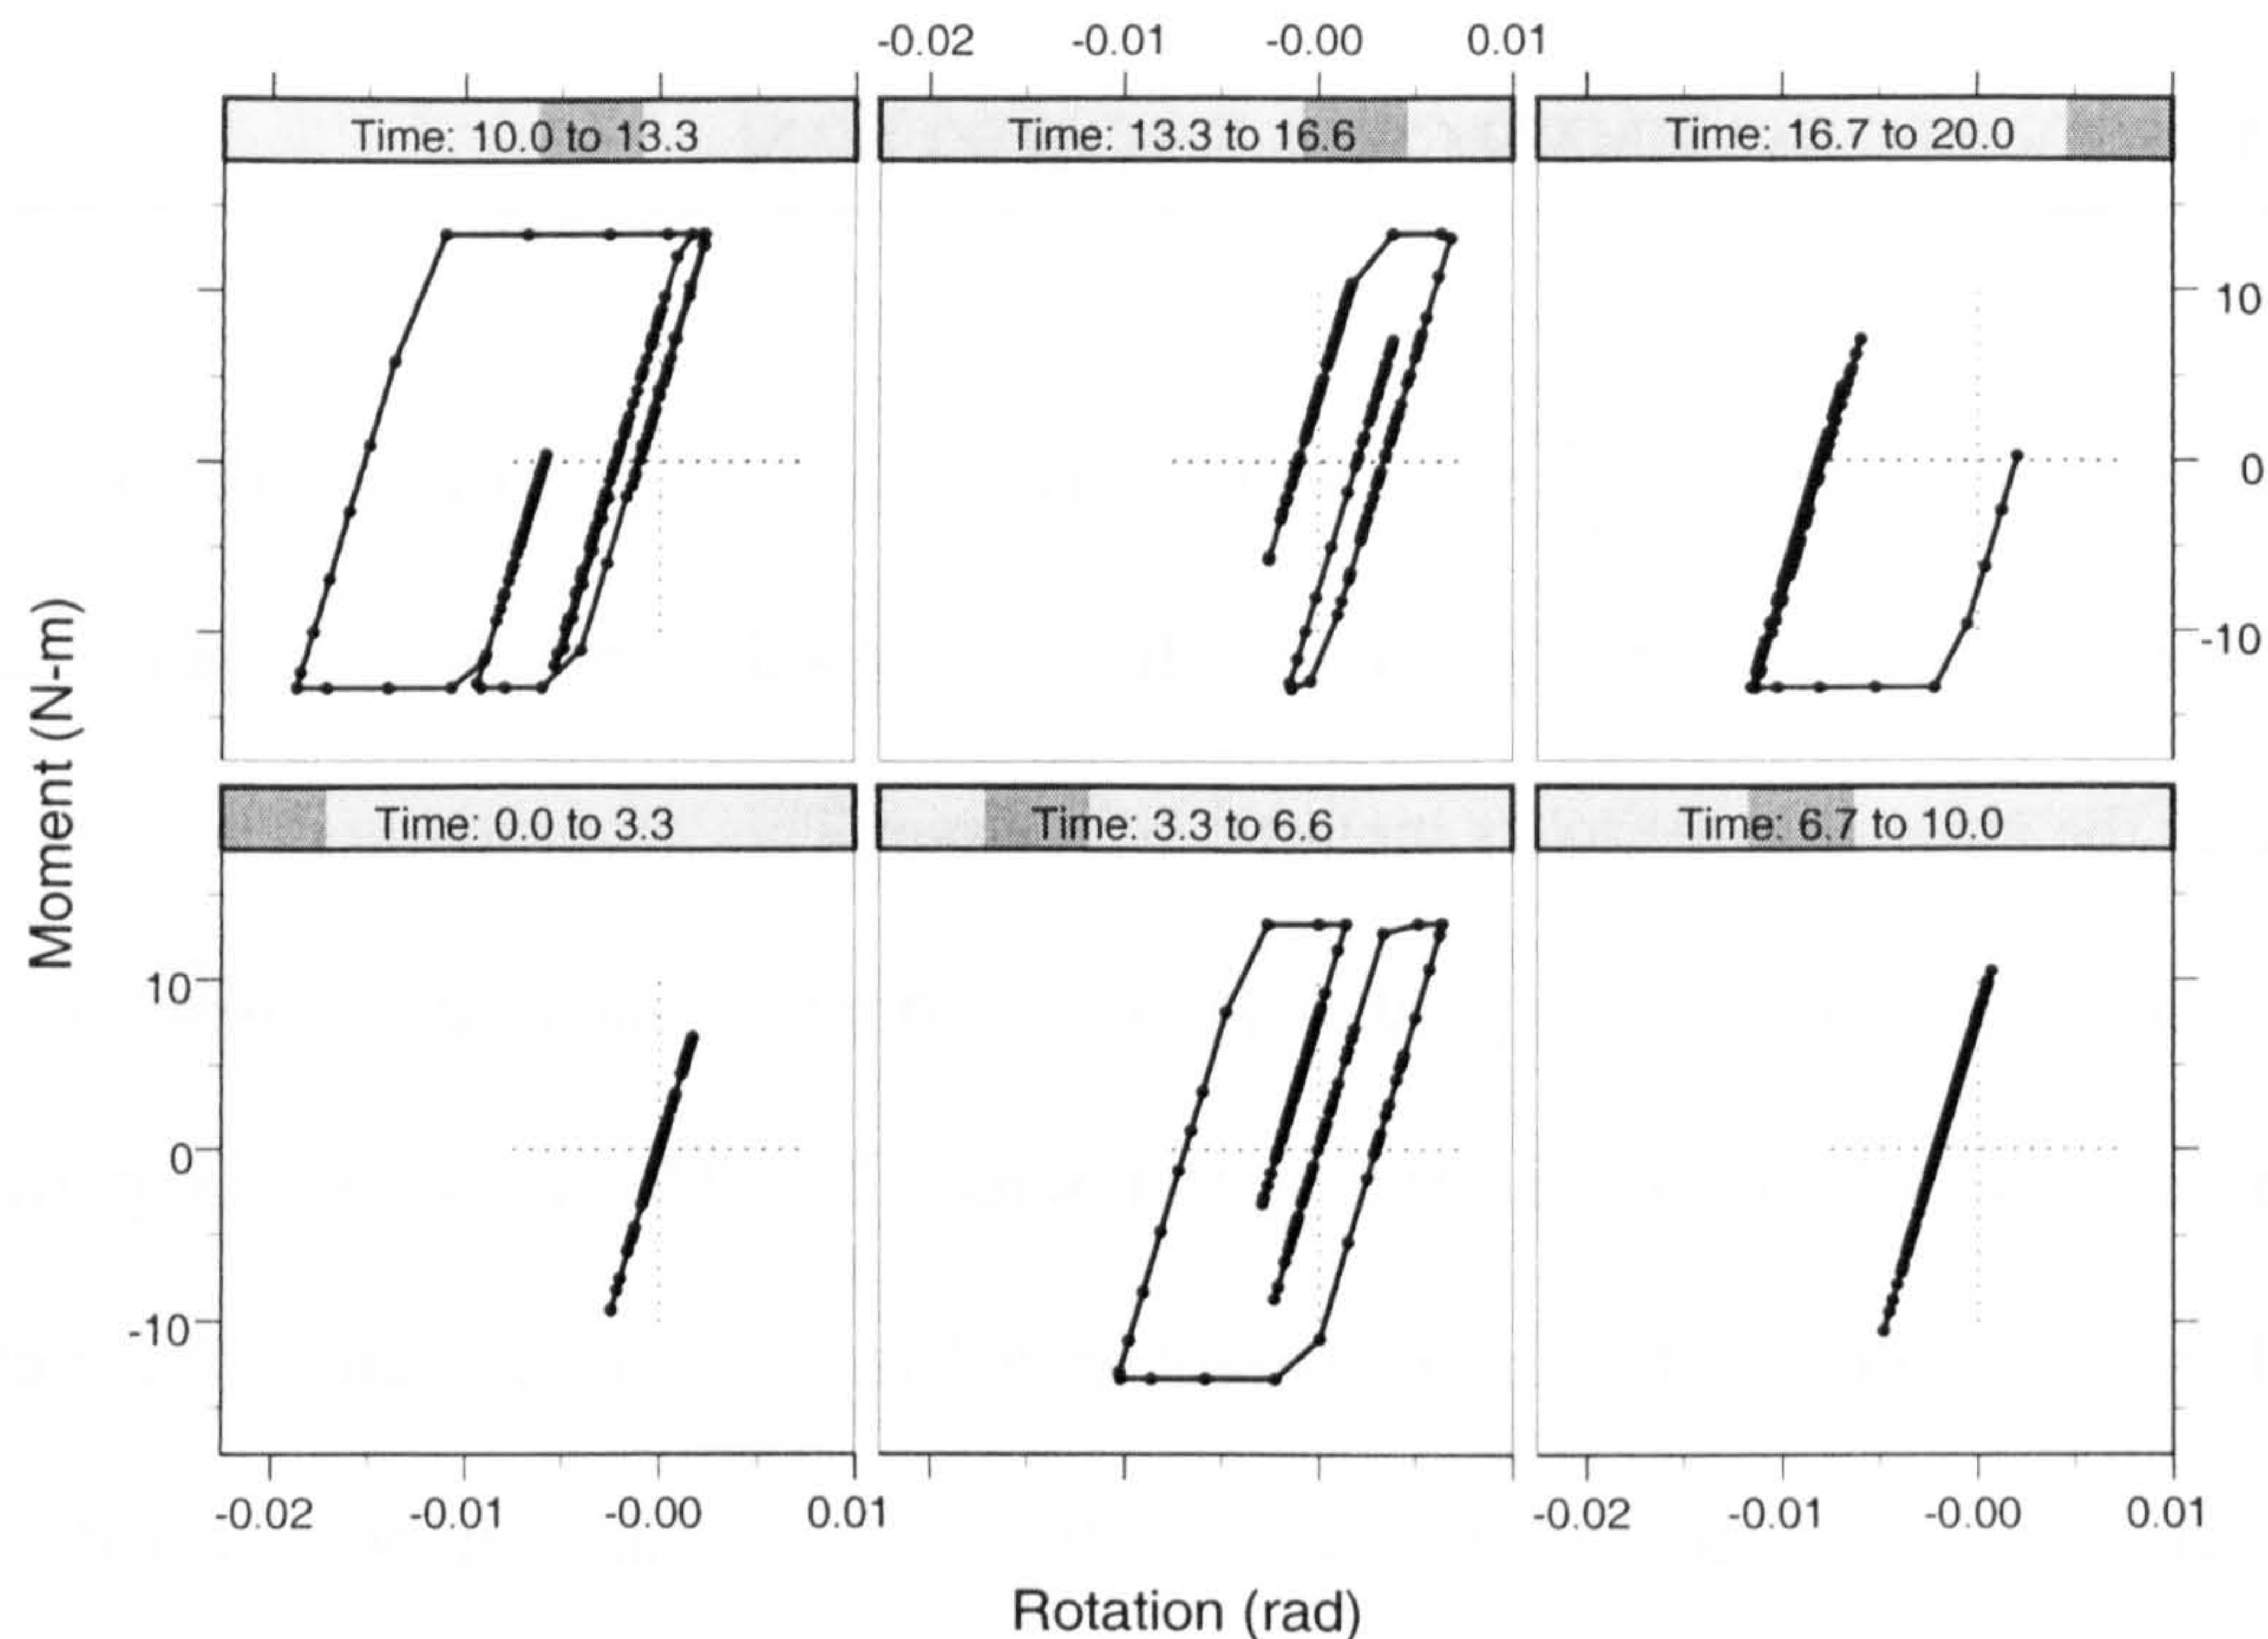 -0.02 -0.01 -0.00 0.01
Time: 10.0 to 13.3
Time: 13.3 to 16.6
Time: 16.7 to 20.0
10
0
-10
Moment (N-m)
Time: 0.0 to 3.3
Time: 3.3 to 6.6
Time: 6.7 to 10.0
10
0
-10
-0.02 -0.01 -0.00 0.01
-0.02 -0.01 -0.00 0.01
Rotation (rad)